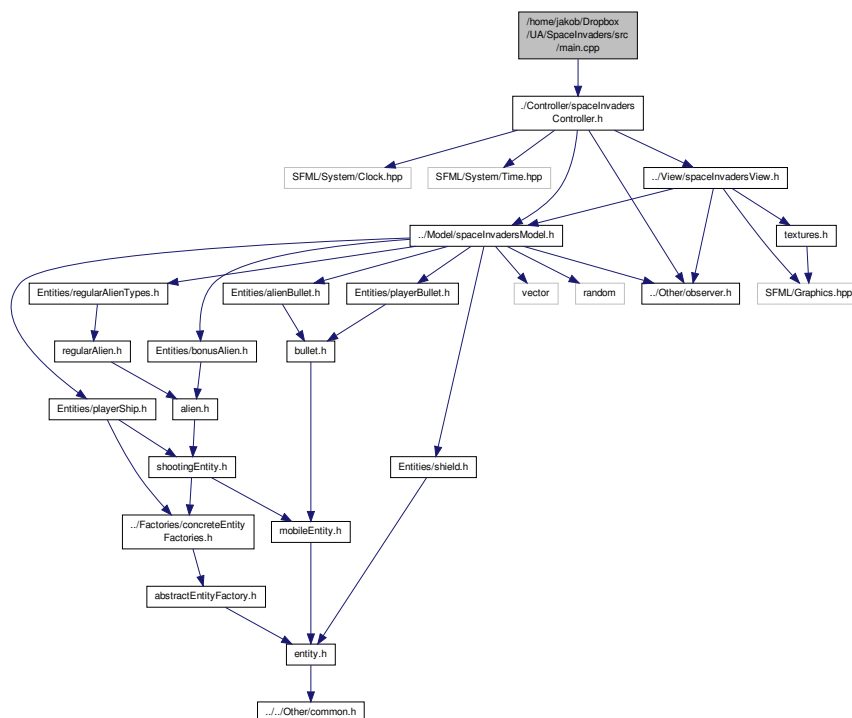 /home/jakob/Dropbox
/UA/SpaceInvaders/src
/main.cpp
./Controller/spaceInvaders
Controller.h
SFML/System/Clock.hpp
SFML/System/Time.hpp
../View/spaceInvadersView.h
../Model/spaceInvadersModel.h
textures.h
Entities/regularAlienTypes.h
Entities/alienBullet.h
Entities/playerBullet.h
vector
random
../Other/observer.h
SFML/Graphics.hpp
regularAlien.h
Entities/bonusAlien.h
bullet.h
Entities/playerShip.h
alien.h
shootingEntity.h
Entities/shield.h
../Factories/concreteEntity
Factories.h
mobileEntity.h
abstractEntityFactory.h
entity.h
../../Other/common.h